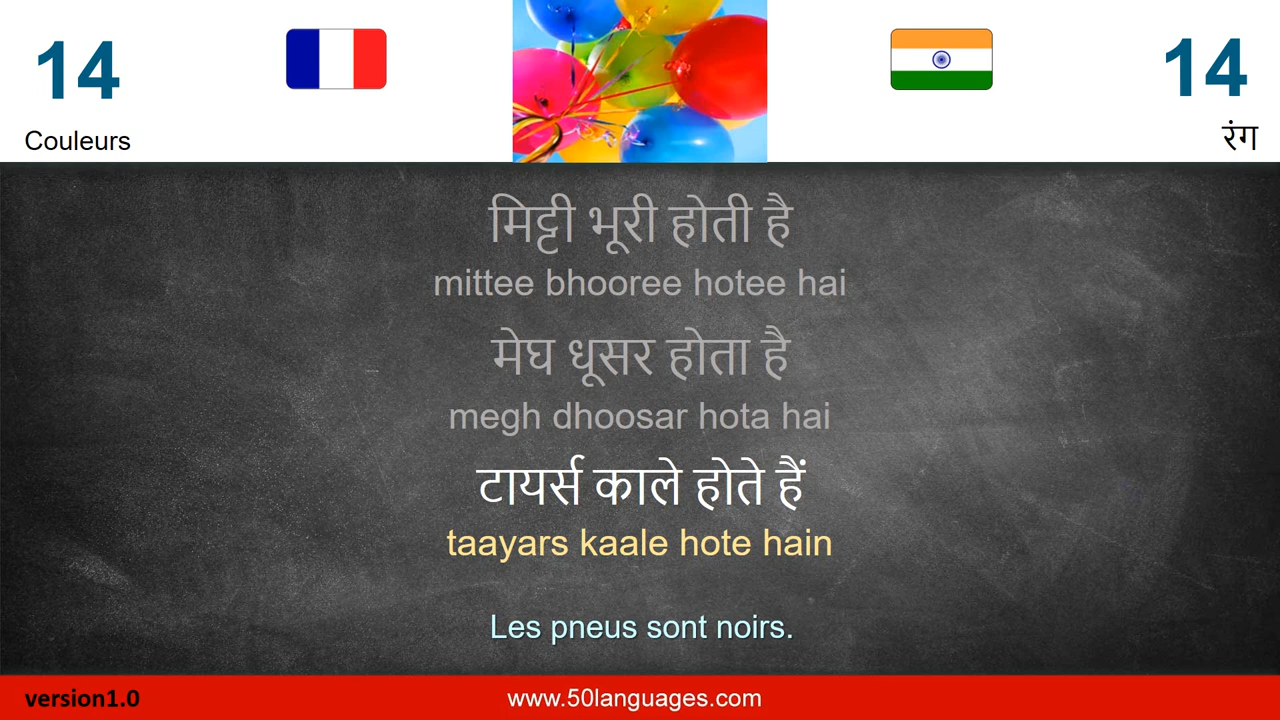 14
14
Couleurs
रंग
मिट्टी भूरी होती है
mittee bhooree hotee hai
मेघ धूसर होता है
megh dhoosar hota hai
टायर्स काले होते हैं
taayars kaale hote hain
Les pneus sont noirs.
version1.0
www.50languages.com